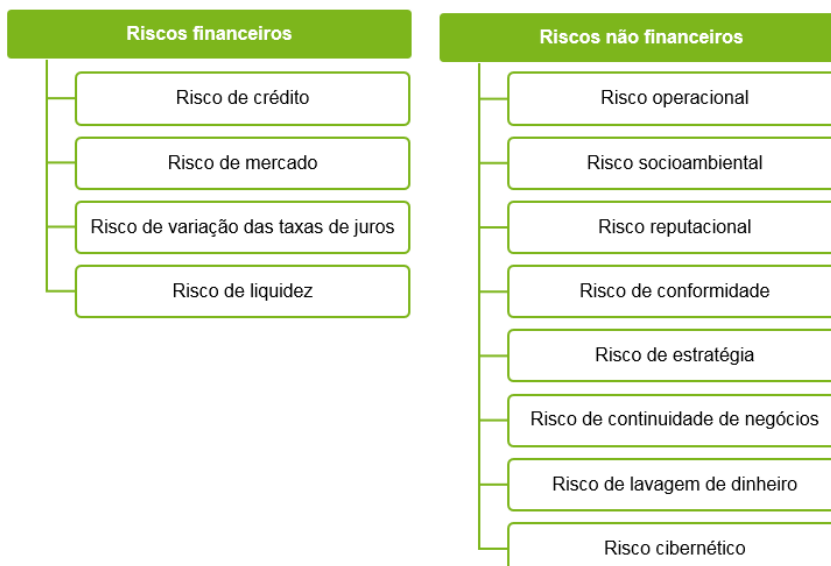 Riscos financeiros
Risco de crédito
Risco de mercado
Risco de variação das taxas de juros
Risco de liquidez
Riscos não financeiros
Risco operacional
Risco socioambiental
Risco reputacional
Risco de conformidade
Risco de estratégia
Risco de continuidade de negócios
Risco de lavagem de dinheiro
Risco cibernético